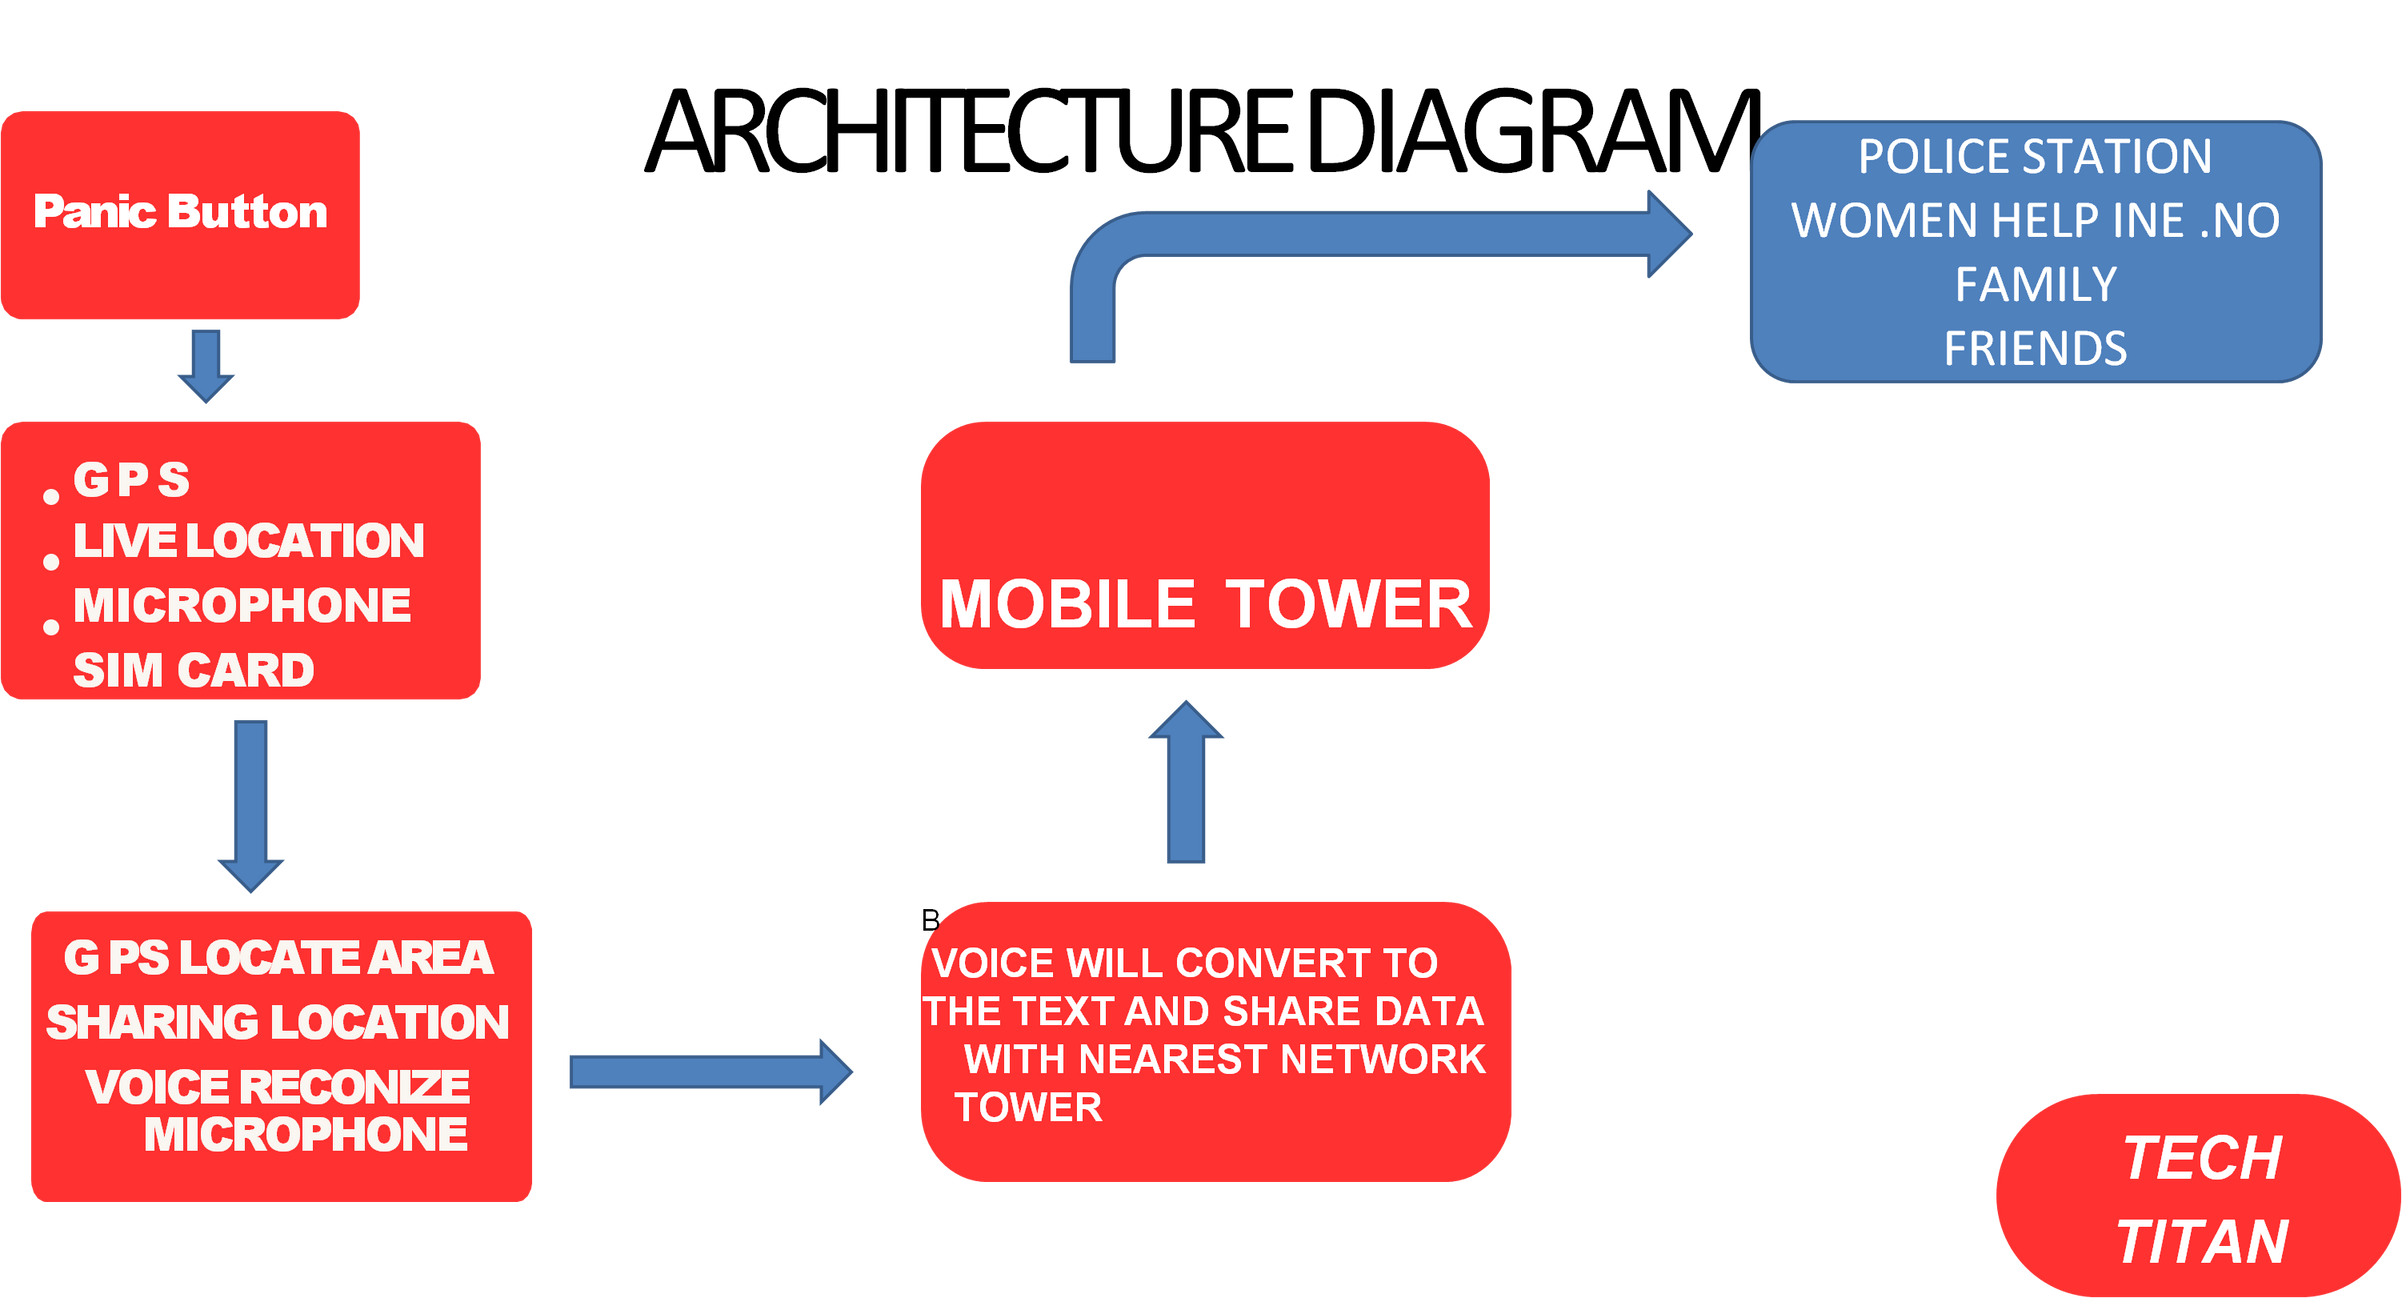 ARCHITECTURE DIAGRAM
Panic Button
GPS
LIVE LOCATION
MICROPHONE
SIM CARD
GPS LOCATE AREA
SHARING LOCATION
VOICE RECONIZE
MICROPHONE
B
VOICE WILL CONVERT TO
THE TEXT AND SHARE DATA
WITH NEAREST NETWORK
TOWER
MOBILE TOWER
POLICE STATION
WOMEN HELP INE .NO
FAMILY
FRIENDS
TECH
TITAN